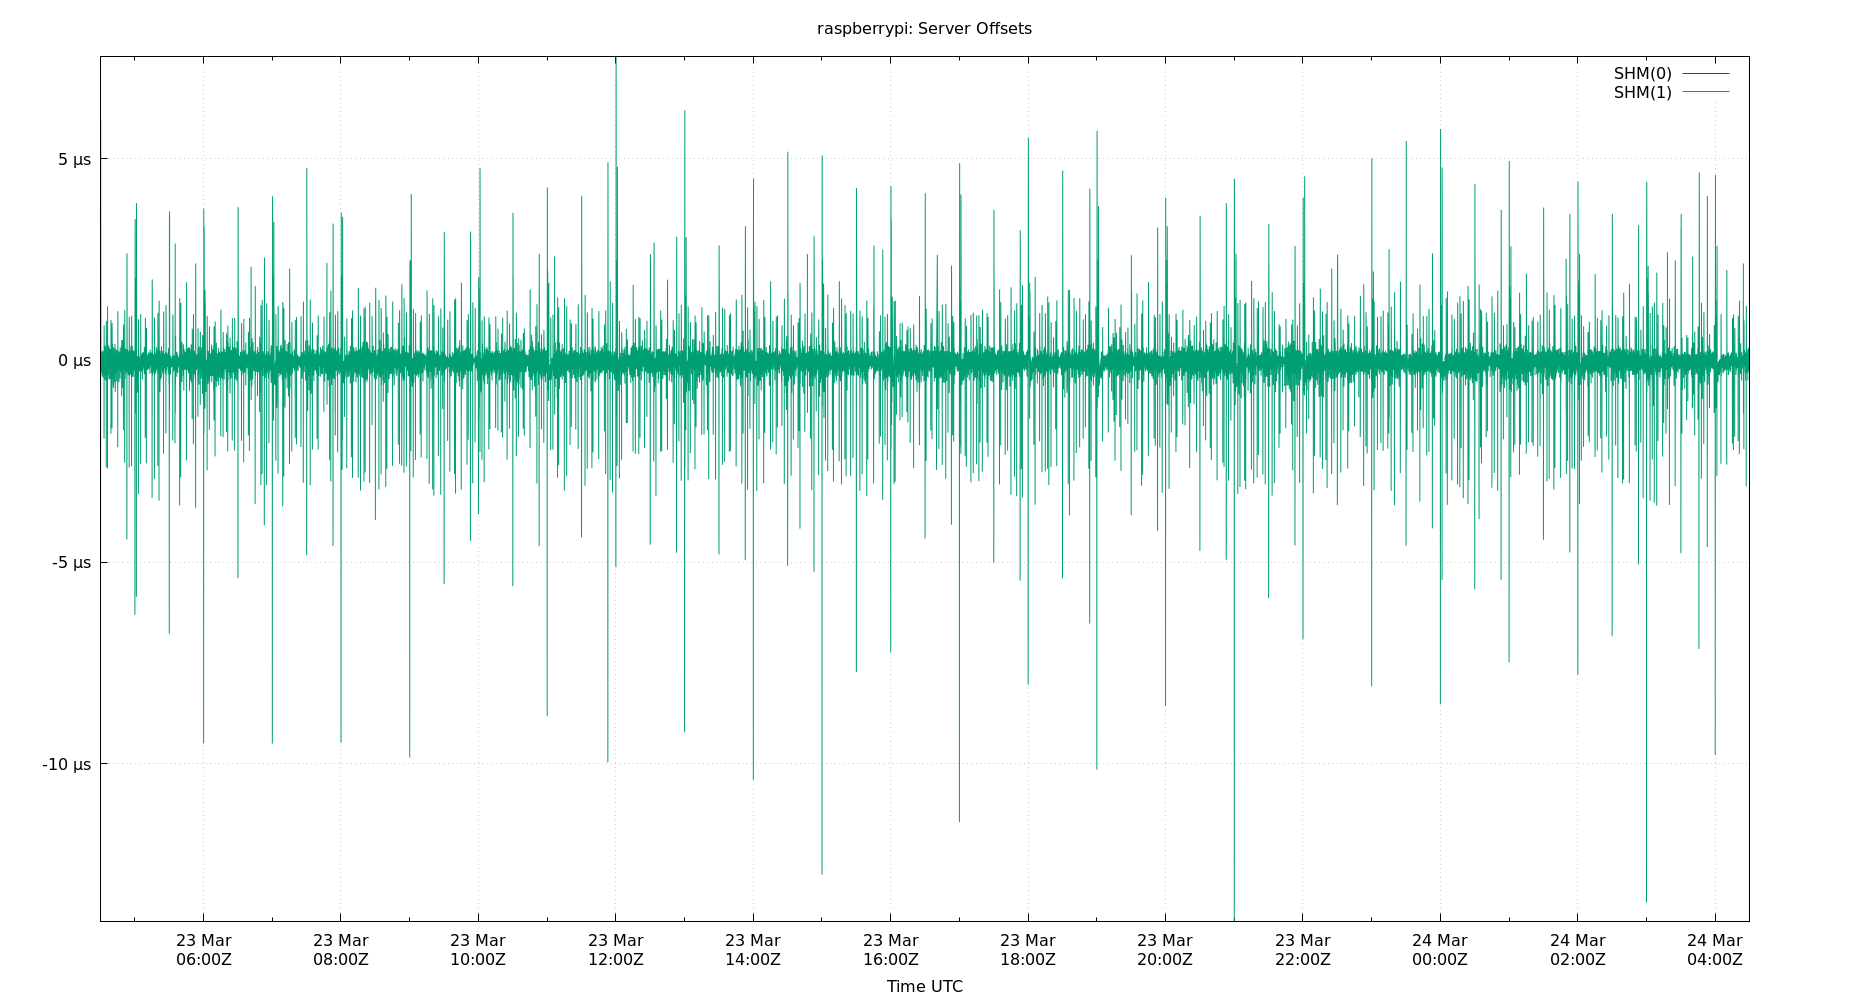 raspberrypi: Server Offsets
SHM(0)
SHM(1)
5 µs
0 µs
-5 µs
-10 µs
23 Mar 23 Mar 23 Mar 23 Mar 23 Mar 23 Mar 23 Mar 23 Mar 23 Mar 24 Mar 24 Mar 24 Mar
06:00Z 08:00Z 10:00Z 12:00Z 14:00Z 16:00Z 18:00Z 20:00Z 22:00Z 00:00Z 02:00Z 04:00Z
Time UTC